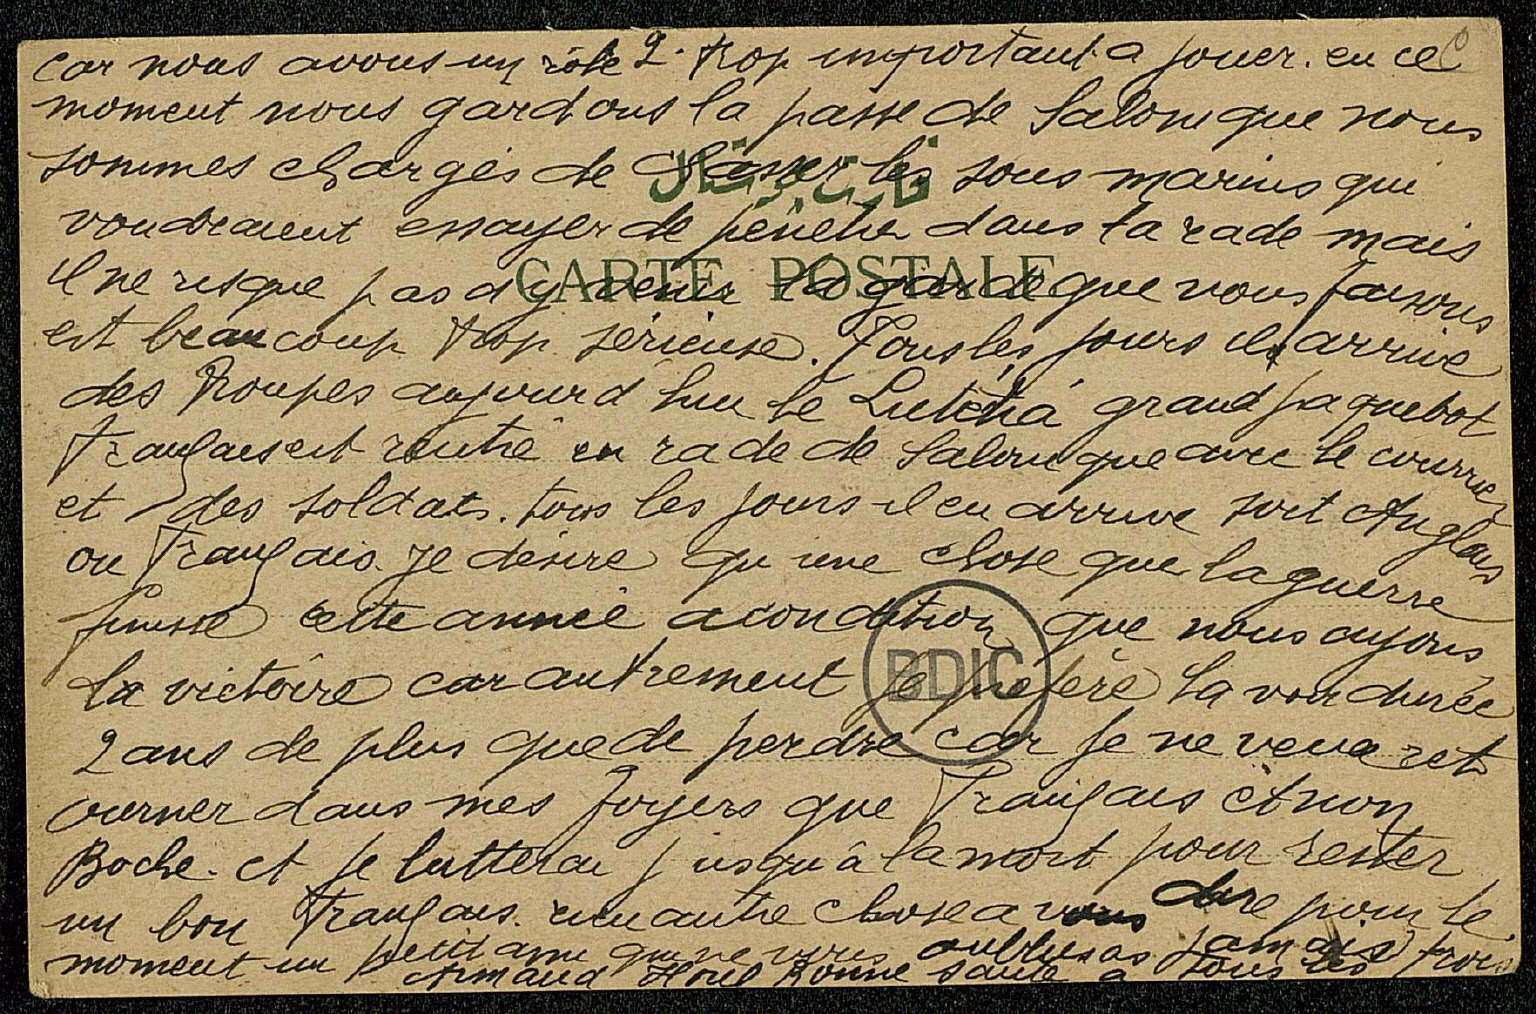 car nous avons un rôle 2. trop important a jouer. en ce
moment nous gardons la passe de Salonique nous
sommes chargés de chasser les sous marins qui
قارت بوستال
voudraient essayer de pénétrer dans la rade mais
il ne risque pas d'y venir la garde que nous faisons
CARTE POSTALE
est beaucoup trop sérieuse. Tous les jours il arrive
des troupes aujourd hui le Lutétia grand paquebot
Français est rentré en rade de Salonique avec le courrier
et des soldats. tous les jours il en arrive soit Anglais
ou Français. je désire qu une chose que la guerre
finisse cette année a condition que nous ayons
BDIC
la victoire car autrement je préfère la voir durée
2 ans de plus que de perdre car je ne veux ret
ourner dans mes foyers que Français et non
Boche. et je lutterai jusqu'à la mort pour rester
un bon Français. rien autre chose a vous dire pour le
moment un petit ami qui ne vous oublieras jamais
Armand Bonne santé a tous les trois